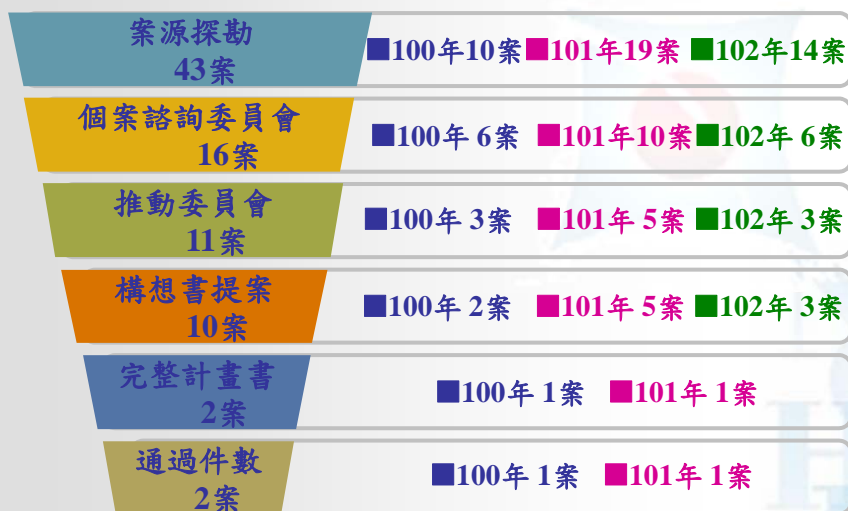 案源探勘
43案
■100年10案 ■101年19案 ■102年14案
個案諮詢委員會
16案
■100年 6案 ■101年10案 ■102年 6案
推動委員會
11案
■100年 3案 ■101年 5案 ■102年 3案
構想書提案
10案
■100年 2案 ■101年 5案 ■102年 3案
完整計畫書
2案
■100年 1案 ■101年 1案
通過件數
2案
■100年 1案 ■101年 1案